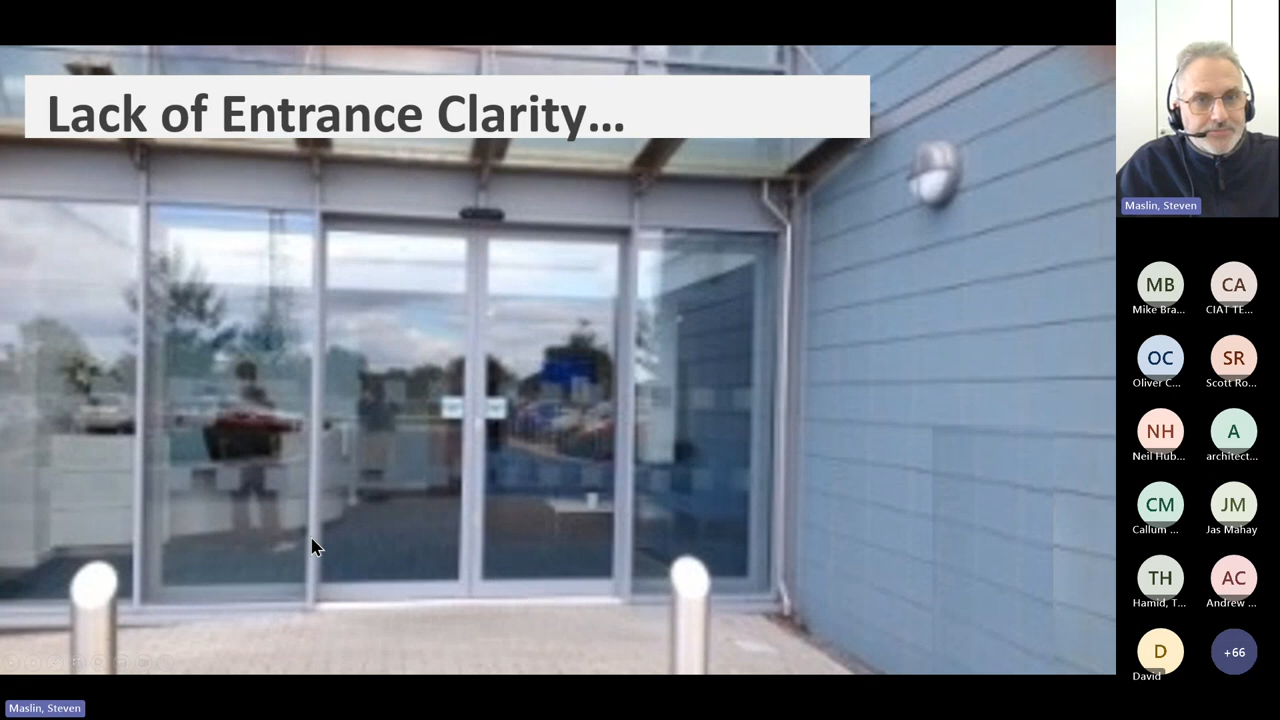 Lack of Entrance Clarity...
Maslin, Steven
MB
CA
Mike Bra...
CIAT TE...
OC
SR
Oliver C...
Scott Ro...
NH
A
Neil Hub...
architect...
CM
JM
Callum ...
Jas Mahay
TH
AC
Hamid, T...
Andrew ...
D
+66
David
Maslin, Steven